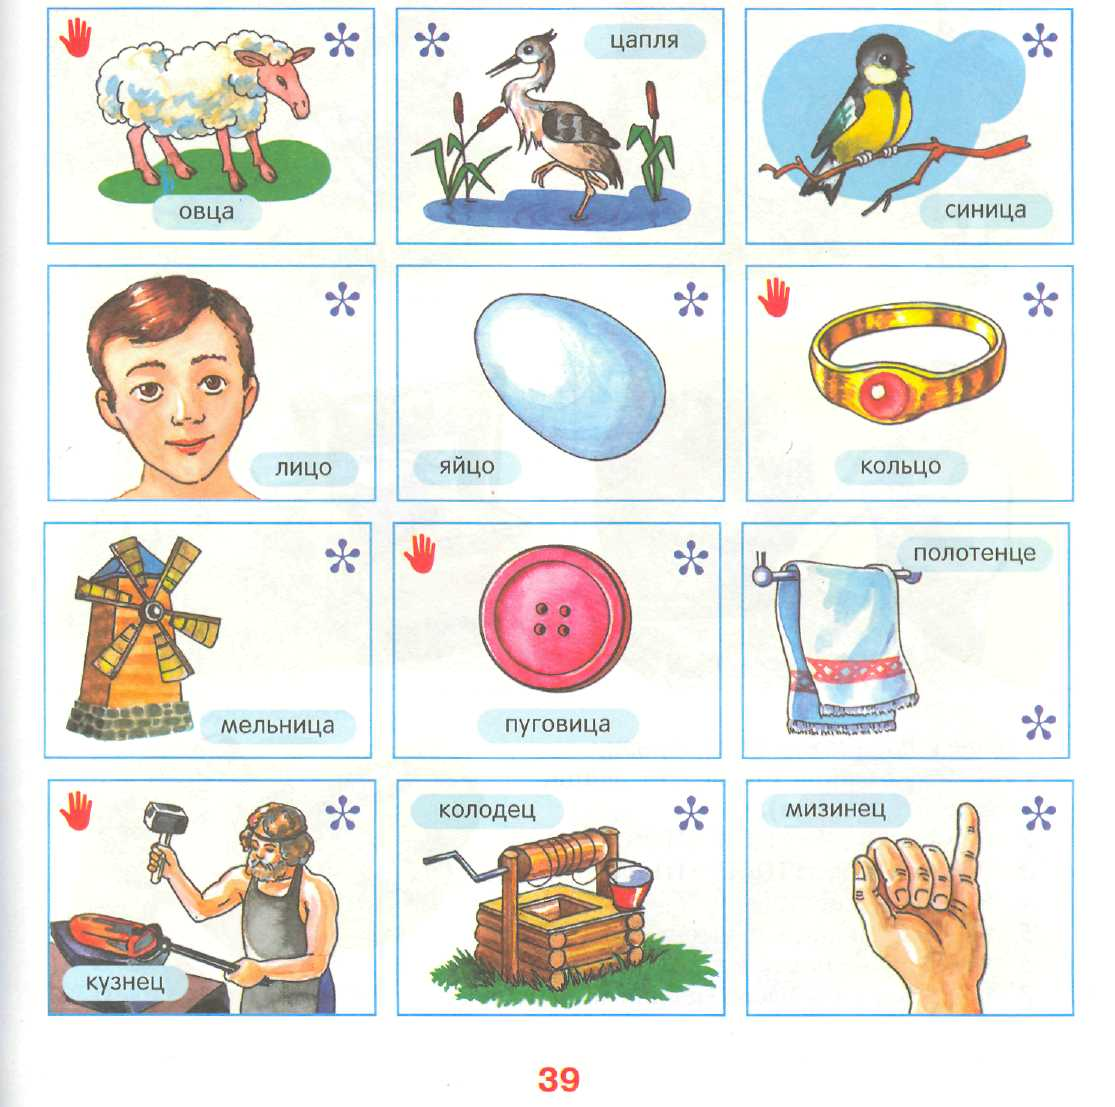 овца
цапля
синица
лицо
яйцо
кольцо
мельница
пуговица
полотенце
кузнец
колодец
мизинец
39